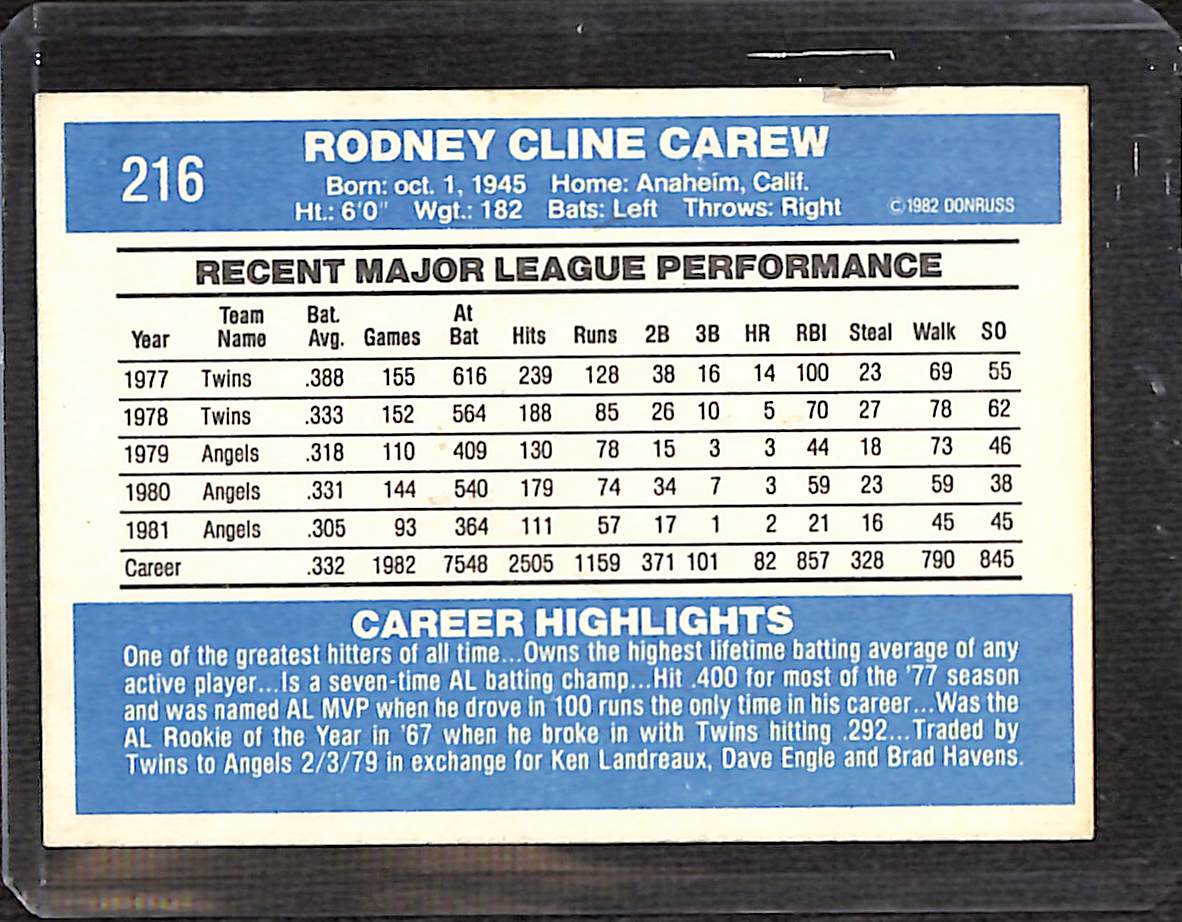 216
RODNEY CLINE CAREW
Born: oct. 1, 1945 Home: Anaheim, Calif.
Ht.: 6'0" Wgt.: 182 Bats: Left Throws: Right
© 1982 DONRUSS
RECENT MAJOR LEAGUE PERFORMANCE
Year Team Name Bat. Avg. Games At Bat Hits Runs 2B 3B HR RBI Steal Walk SO
1977 Twins .388 155 616 239 128 38 16 14 100 23 69 55
1978 Twins .333 152 564 188 85 26 10 5 70 27 78 62
1979 Angels .318 110 409 130 78 15 3 3 44 18 73 46
1980 Angels .331 144 540 179 74 34 7 3 59 23 59 38
1981 Angels .305 93 364 111 57 17 1 2 21 16 45 45
Career .332 1982 7548 2505 1159 371 101 82 857 328 790 845
CAREER HIGHLIGHTS
One of the greatest hitters of all time...Owns the highest lifetime batting average of any
active player...Is a seven-time AL batting champ...Hit .400 for most of the '77 season
and was named AL MVP when he drove in 100 runs the only time in his career...Was the
AL Rookie of the Year in '67 when he broke in with Twins hitting .292...Traded by
Twins to Angels 2/3/79 in exchange for Ken Landreaux, Dave Engle and Brad Havens.